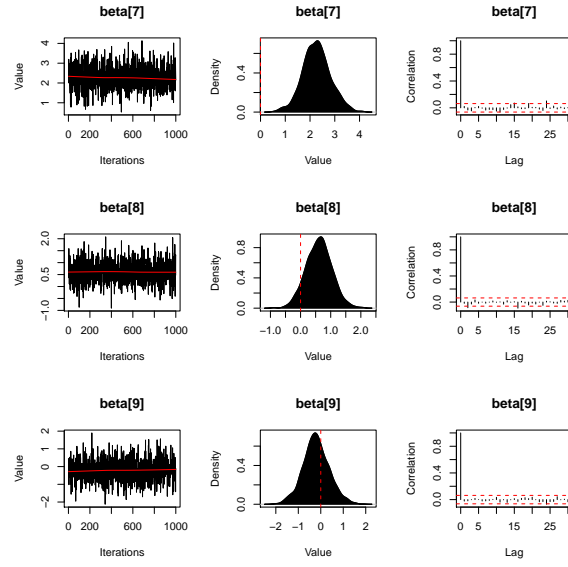 beta[7] beta[7] beta[7]
Value
1 2 3 4
0 200 600 1000
Itrations
Density
0.0 0.4
0 1 2 3 4
Value
Correlation
0.0 0.4 0.8
0 5 15 25
Lag
beta[8] beta[8] beta[8]
Value
−1.0 0.5 2.0
0 200 600 1000
Itrations
Density
0.0 0.4 0.8
−1.0 0.0 1.0 2.0
Value
Correlation
0.0 0.4 0.8
0 5 15 25
Lag
beta[9] beta[9] beta[9]
Value
−2 0 1 2
0 200 600 1000
Itrations
Density
0.0 0.4
−2 −1 0 1 2
Value
Correlation
0.0 0.4 0.8
0 5 15 25
Lag